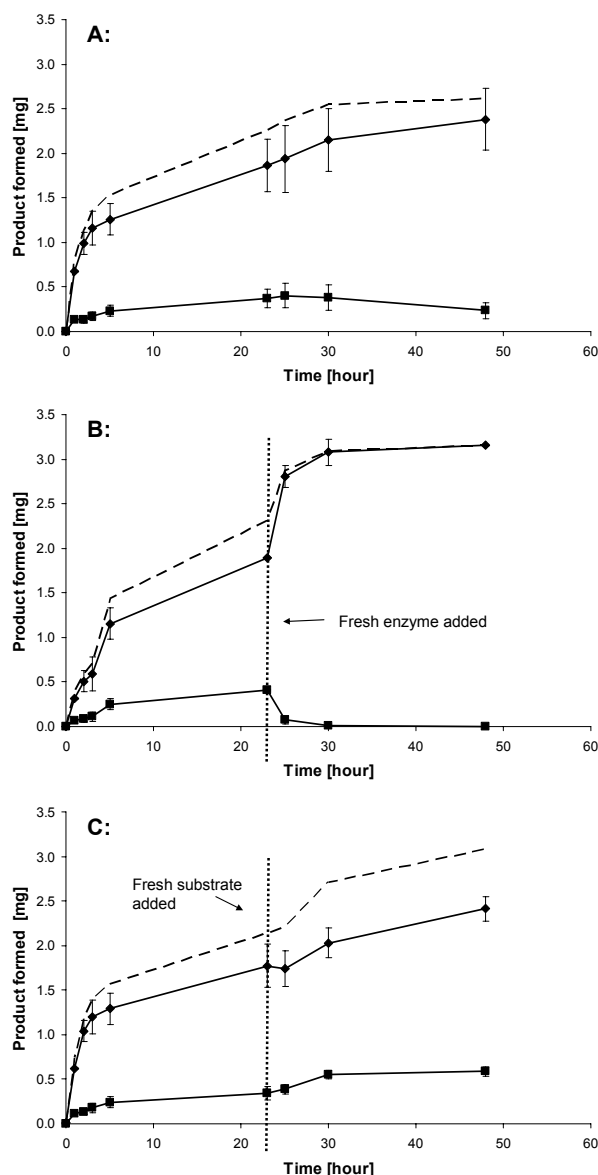 A:
Product formed [mg]
3.5
3.0
2.5
2.0
1.5
1.0
0.5
0.0
0 10 20 30 40 50 60
Time [hour]
B:
Product formed [mg]
3.5
3.0
2.5
2.0
1.5
1.0
0.5
0.0
Fresh enzyme added
0 10 20 30 40 50 60
Time [hour]
C:
Product formed [mg]
3.5
3.0
2.5
2.0
1.5
1.0
0.5
0.0
Fresh substrate
added
0 10 20 30 40 50 60
Time [hour]